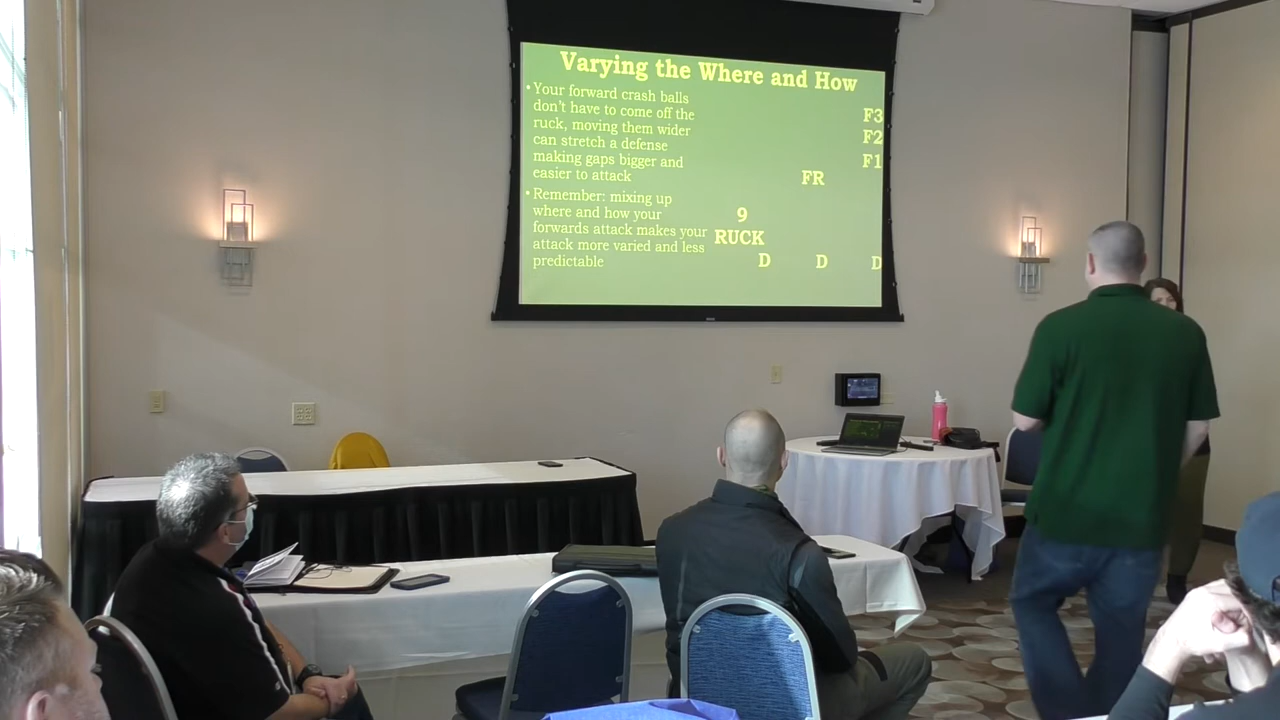 Varying the Where and How
• Your forward crash balls
don't have to come off the
ruck, moving them wider
can stretch a defense
making gaps bigger and
easier to attack
• Remember: mixing up
where and how your
forwards attack makes your
attack more varied and less
predictable
F3
F2
F1
FR
9
RUCK
D D D